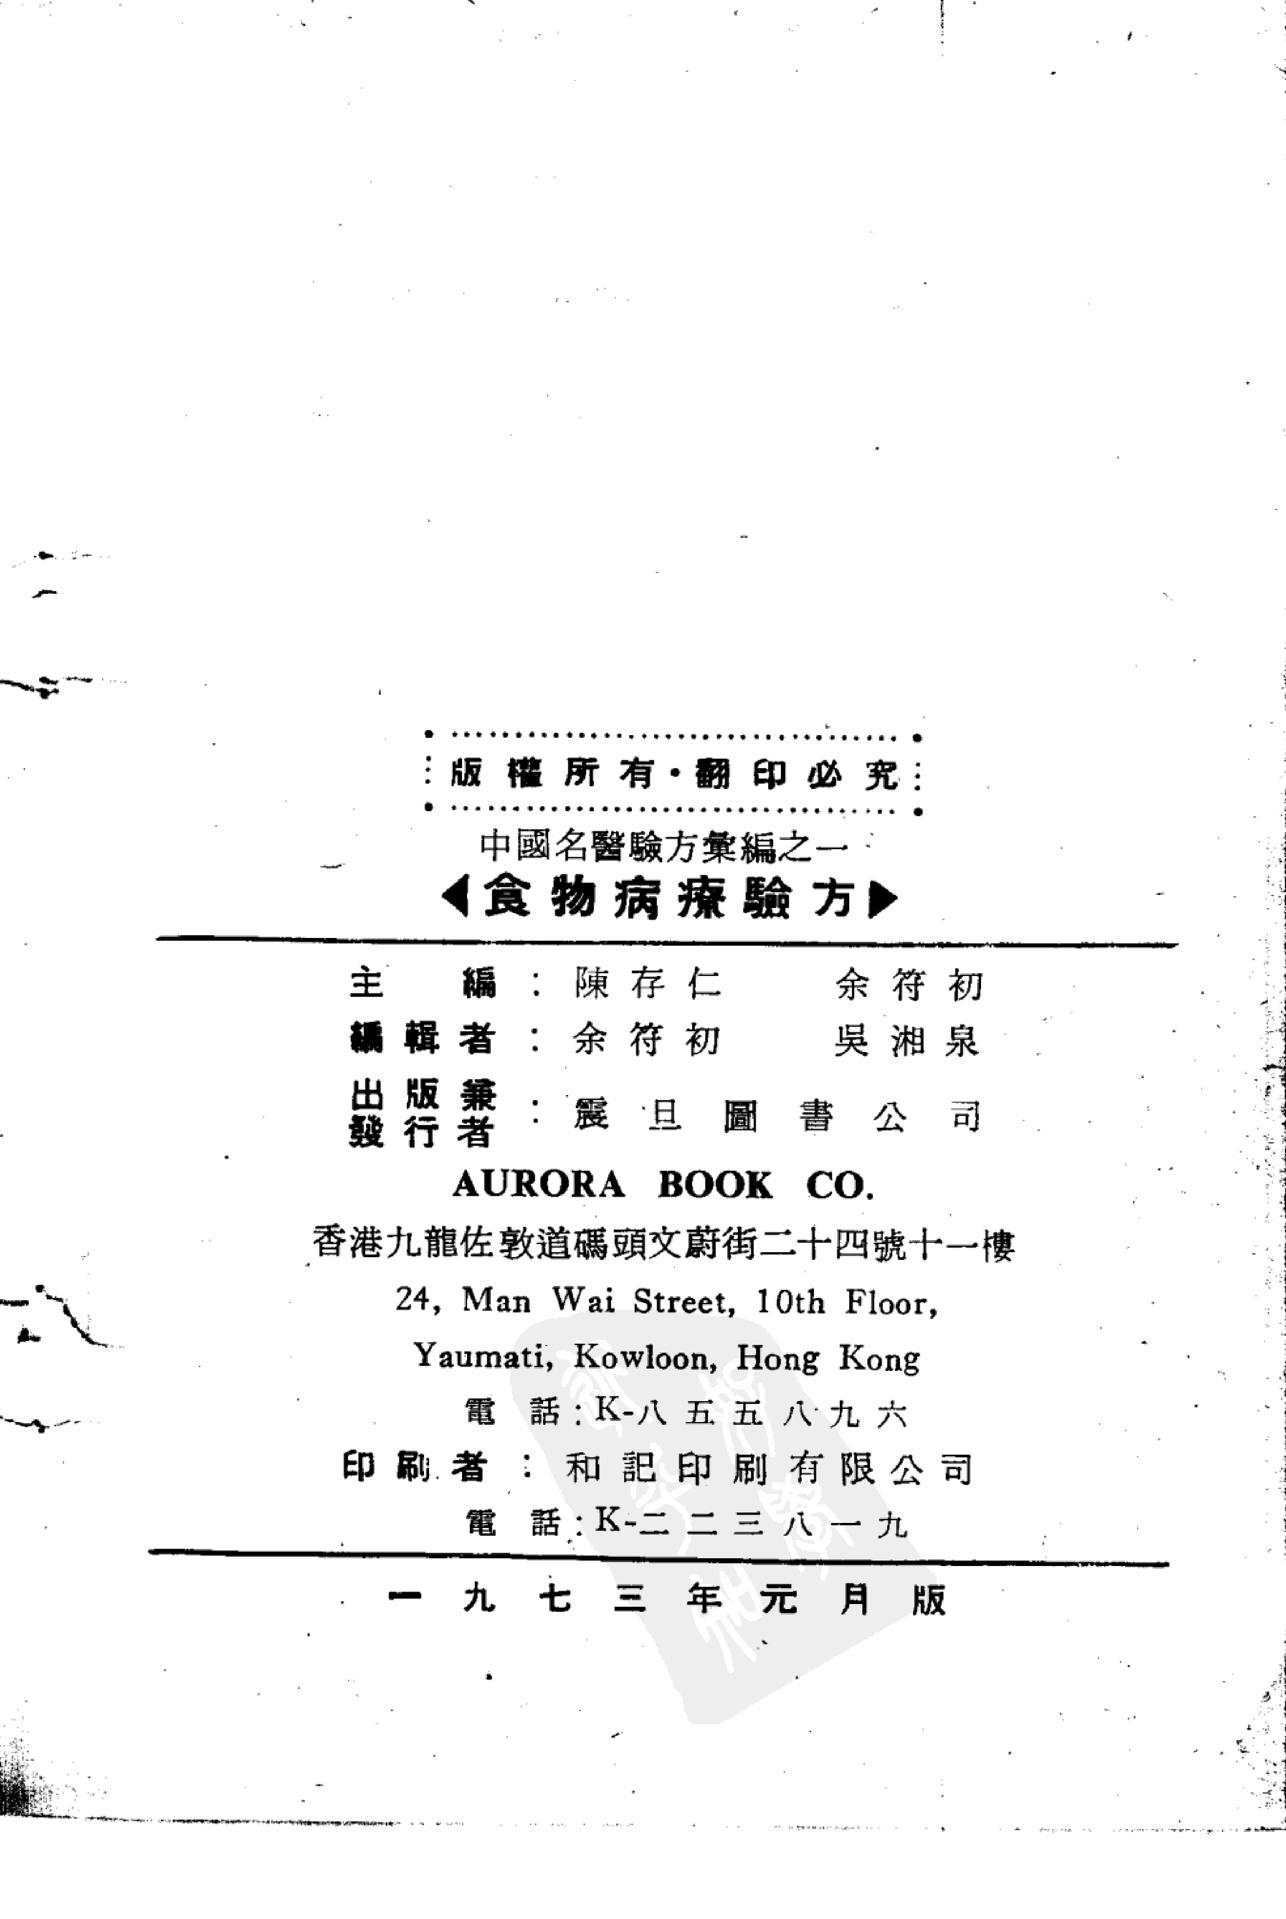 版權所有·翻印必究
中國名醫驗方彙編之一
◀食物病療驗方▶
主編：陳存仁 余符初
編輯者：余符初 吳湘泉
出版兼發行者：震旦圖書公司
AURORA BOOK CO.
香港九龍佐敦道碼頭文蔚街二十四號十一樓
24, Man Wai Street, 10th Floor,
Yaumati, Kowloon, Hong Kong
電話：K-八五五八九六
印刷者：和記印刷有限公司
電話：K-二二三八一九
一九七三年元月版